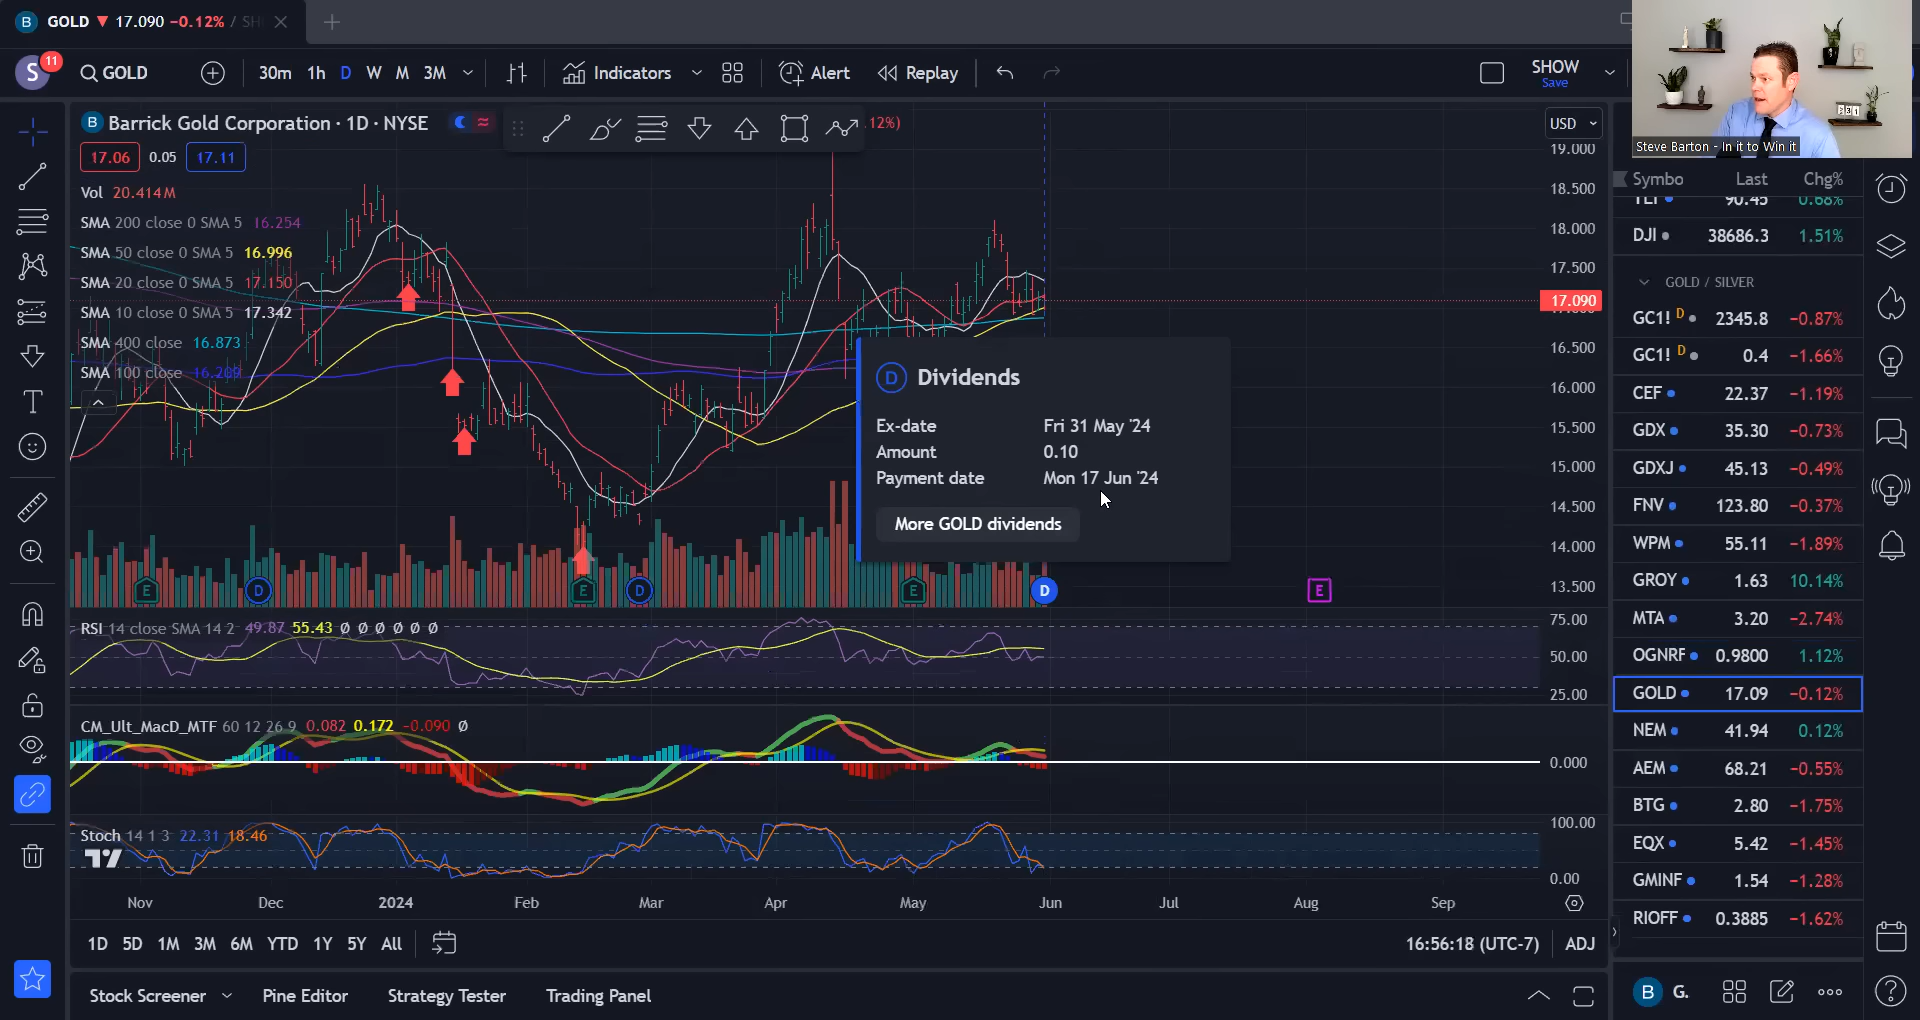 B GOLD ▼ 17.090 −0.12% / SH
S 11 GOLD 30m 1h D W M 3M Indicators Alert Replay SHOW
Save
B Barrick Gold Corporation · 1D · NYSE .12%) USD
Steve Barton - In it to Win it
17.06 0.05 17.11
Vol 20.414M
SMA 200 close 0 SMA 5 16.254
SMA 50 close 0 SMA 5 16.996
SMA 20 close 0 SMA 5 17.150
SMA 10 close 0 SMA 5 17.342
SMA 400 close 16.873
SMA 100 close 16.209
19.000
18.500
18.000
17.500
17.090
16.500
16.000
15.500
15.000
14.500
14.000
13.500
D Dividends
Ex-date Fri 31 May '24
Amount 0.10
Payment date Mon 17 Jun '24
More GOLD dividends
E D E D E D E
RSI 14 close SMA 14 2 49.87 55.43 Ø Ø Ø Ø Ø Ø
75.00
50.00
25.00
CM_Ult_MacD_MTF 60 12 26 9 0.082 0.172 −0.090 Ø
0.000
Stoch 14 1 3 22.31 18.46
100.00
0.00
Nov Dec 2024 Feb Mar Apr May Jun Jul Aug Sep
1D 5D 1M 3M 6M YTD 1Y 5Y All 16:56:18 (UTC-7) ADJ
Stock Screener Pine Editor Strategy Tester Trading Panel
Symbo Last Chg%
90.45 0.68%
DJI 38686.3 1.51%
GOLD / SILVER
GC1! D 2345.8 −0.87%
GC1! D 0.4 −1.66%
CEF 22.37 −1.19%
GDX 35.30 −0.73%
GDXJ 45.13 −0.49%
FNV 123.80 −0.37%
WPM 55.11 −1.89%
GROY 1.63 10.14%
MTA 3.20 −2.74%
OGNRF 0.9800 1.12%
GOLD 17.09 −0.12%
NEM 41.94 0.12%
AEM 68.21 −0.55%
BTG 2.80 −1.75%
EQX 5.42 −1.45%
GMINF 1.54 −1.28%
RIOFF 0.3885 −1.62%
B G.